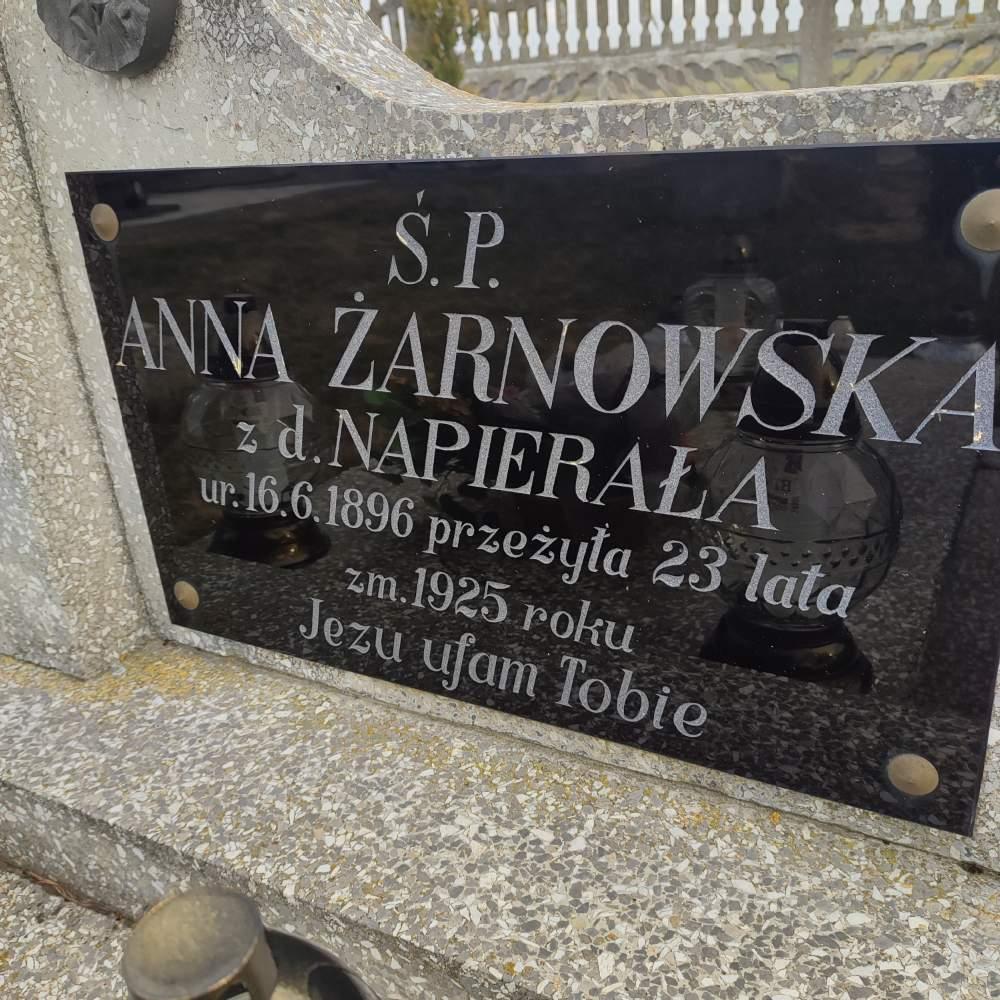 Ś.P.
ANNA ŻARNOWSKA
z d. NAPIERAŁA
ur. 16.6.1896 przeżyła 23 lata
zm. 1925 roku
Jezu ufam Tobie